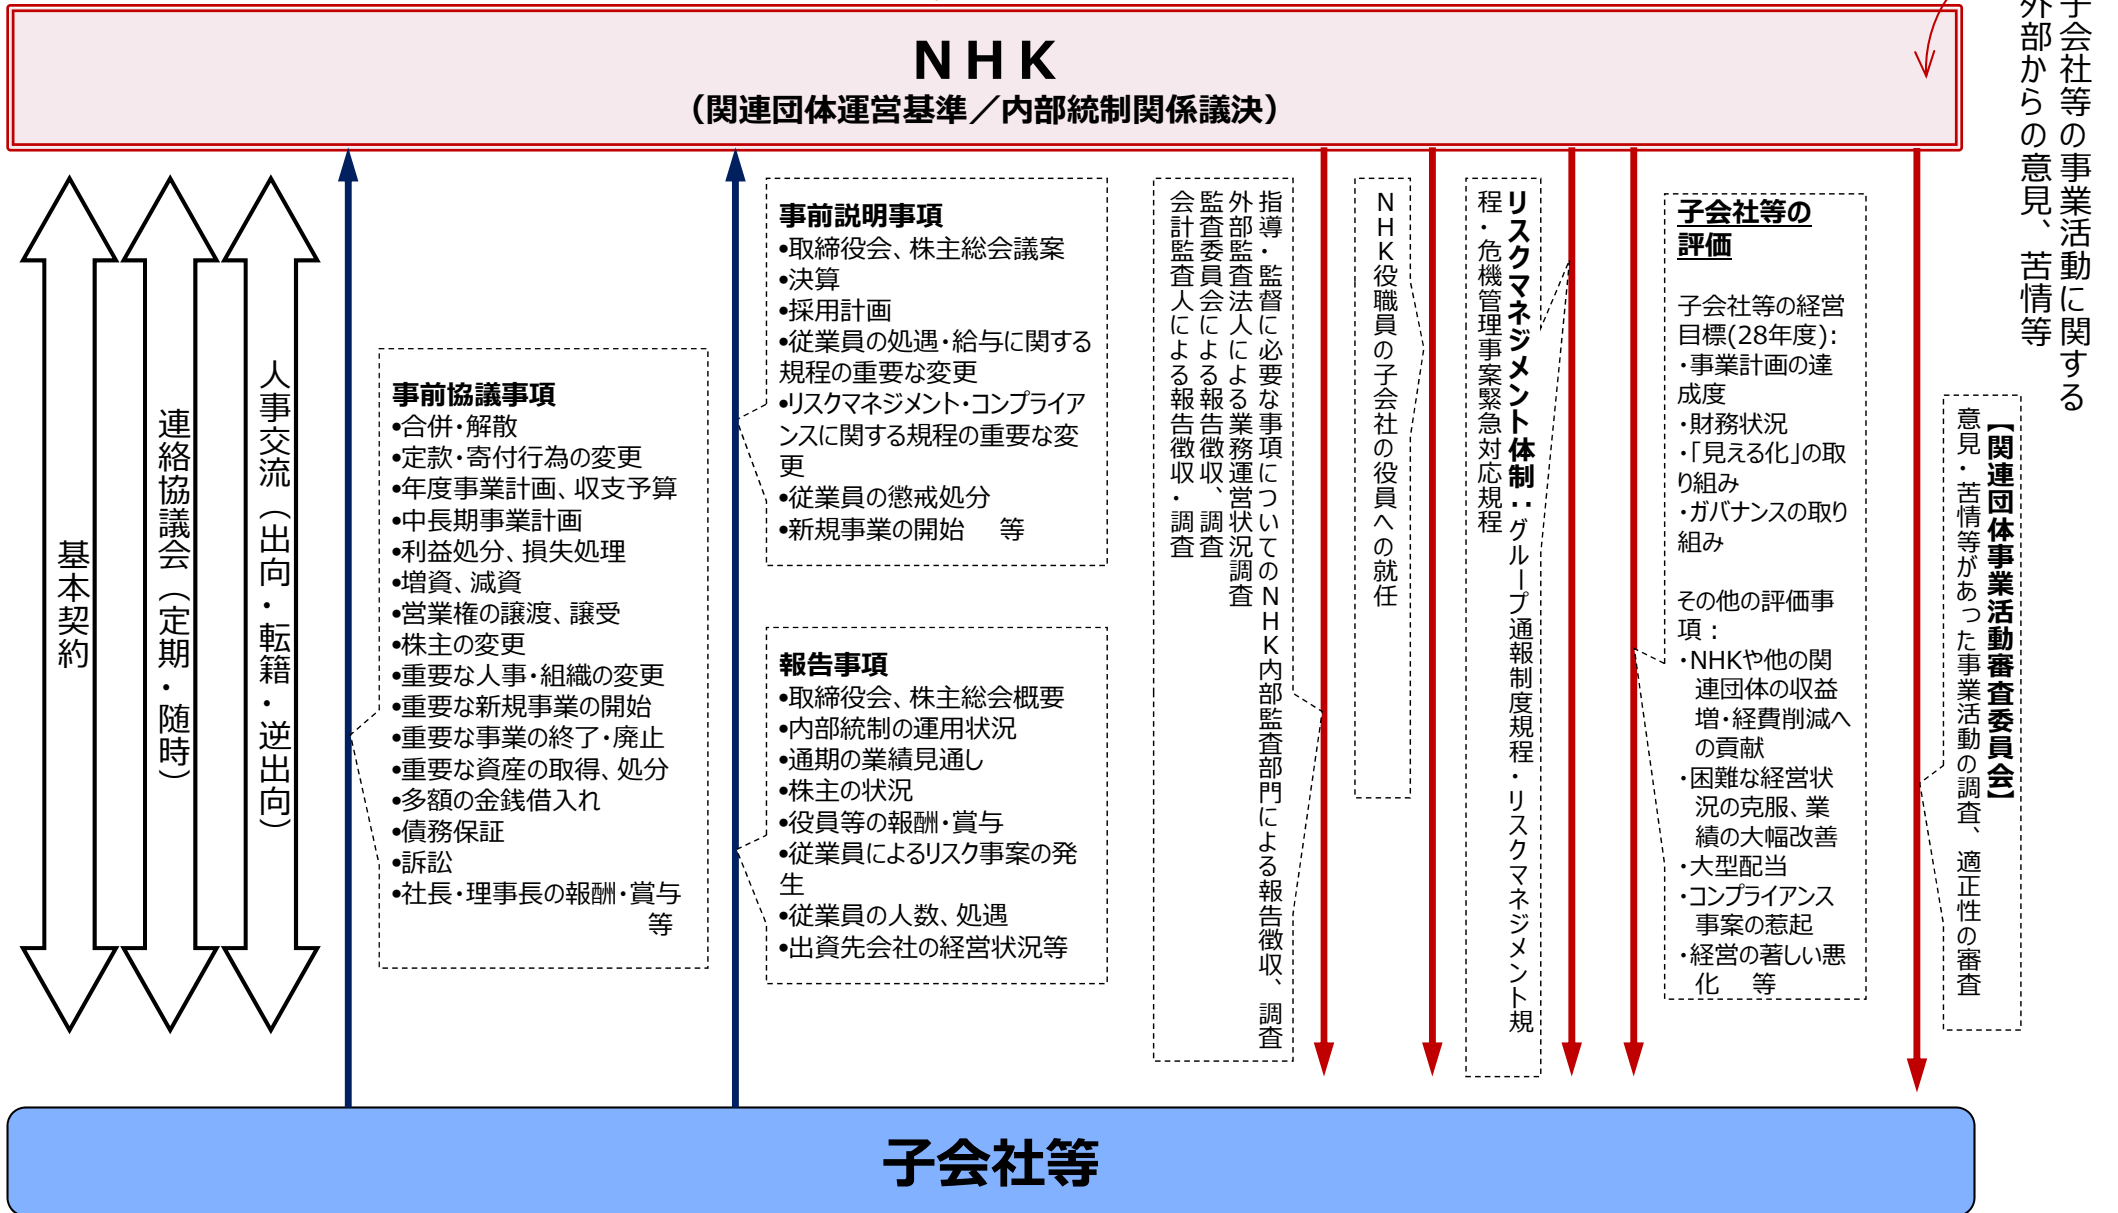 NHK
（関連団体運営基準／内部統制関係議決）
子会社等の事業活動に関する
外部からの意見、苦情等
基本契約
連絡協議会（定期・随時）
人事交流（出向・転籍・逆出向）
事前協議事項
•合併・解散
•定款・寄付行為の変更
•年度事業計画、収支予算
•中長期事業計画
•利益処分、損失処理
•増資、減資
•営業権の譲渡、譲受
•株主の変更
•重要な人事・組織の変更
•重要な新規事業の開始
•重要な事業の終了・廃止
•重要な資産の取得、処分
•多額の金銭借入れ
•債務保証
•訴訟
•社長・理事長の報酬・賞与
等
事前説明事項
•取締役会、株主総会議案
•決算
•採用計画
•従業員の処遇・給与に関する
規程の重要な変更
•リスクマネジメント・コンプライア
ンスに関する規程の重要な変
更
•従業員の懲戒処分
•新規事業の開始　等
報告事項
•取締役会、株主総会概要
•内部統制の運用状況
•通期の業績見通し
•株主の状況
•役員等の報酬・賞与
•従業員によるリスク事案の発
生
•従業員の人数、処遇
•出資先会社の経営状況等
指導・監督に必要な事項についてのNHK内部監査部門による報告徴収、調査
外部監査法人による業務運営状況調査
監査委員会による報告徴収、調査
会計監査人による報告徴収・調査
NHK役職員の子会社の役員への就任
リスクマネジメント体制：グループ通報制度規程・リスクマネジメント規
程・危機管理事案緊急対応規程
子会社等の
評価
子会社等の経営
目標(28年度)：
・事業計画の達
成度
・財務状況
・「見える化」の取
り組み
・ガバナンスの取り
組み
その他の評価事
項：
・NHKや他の関
連団体の収益
増・経費削減へ
の貢献
・困難な経営状
況の克服、業
績の大幅改善
・大型配当
・コンプライアンス
事案の惹起
・経営の著しい悪
化　等
【関連団体事業活動審査委員会】
意見・苦情等があった事業活動の調査、適正性の審査
子会社等